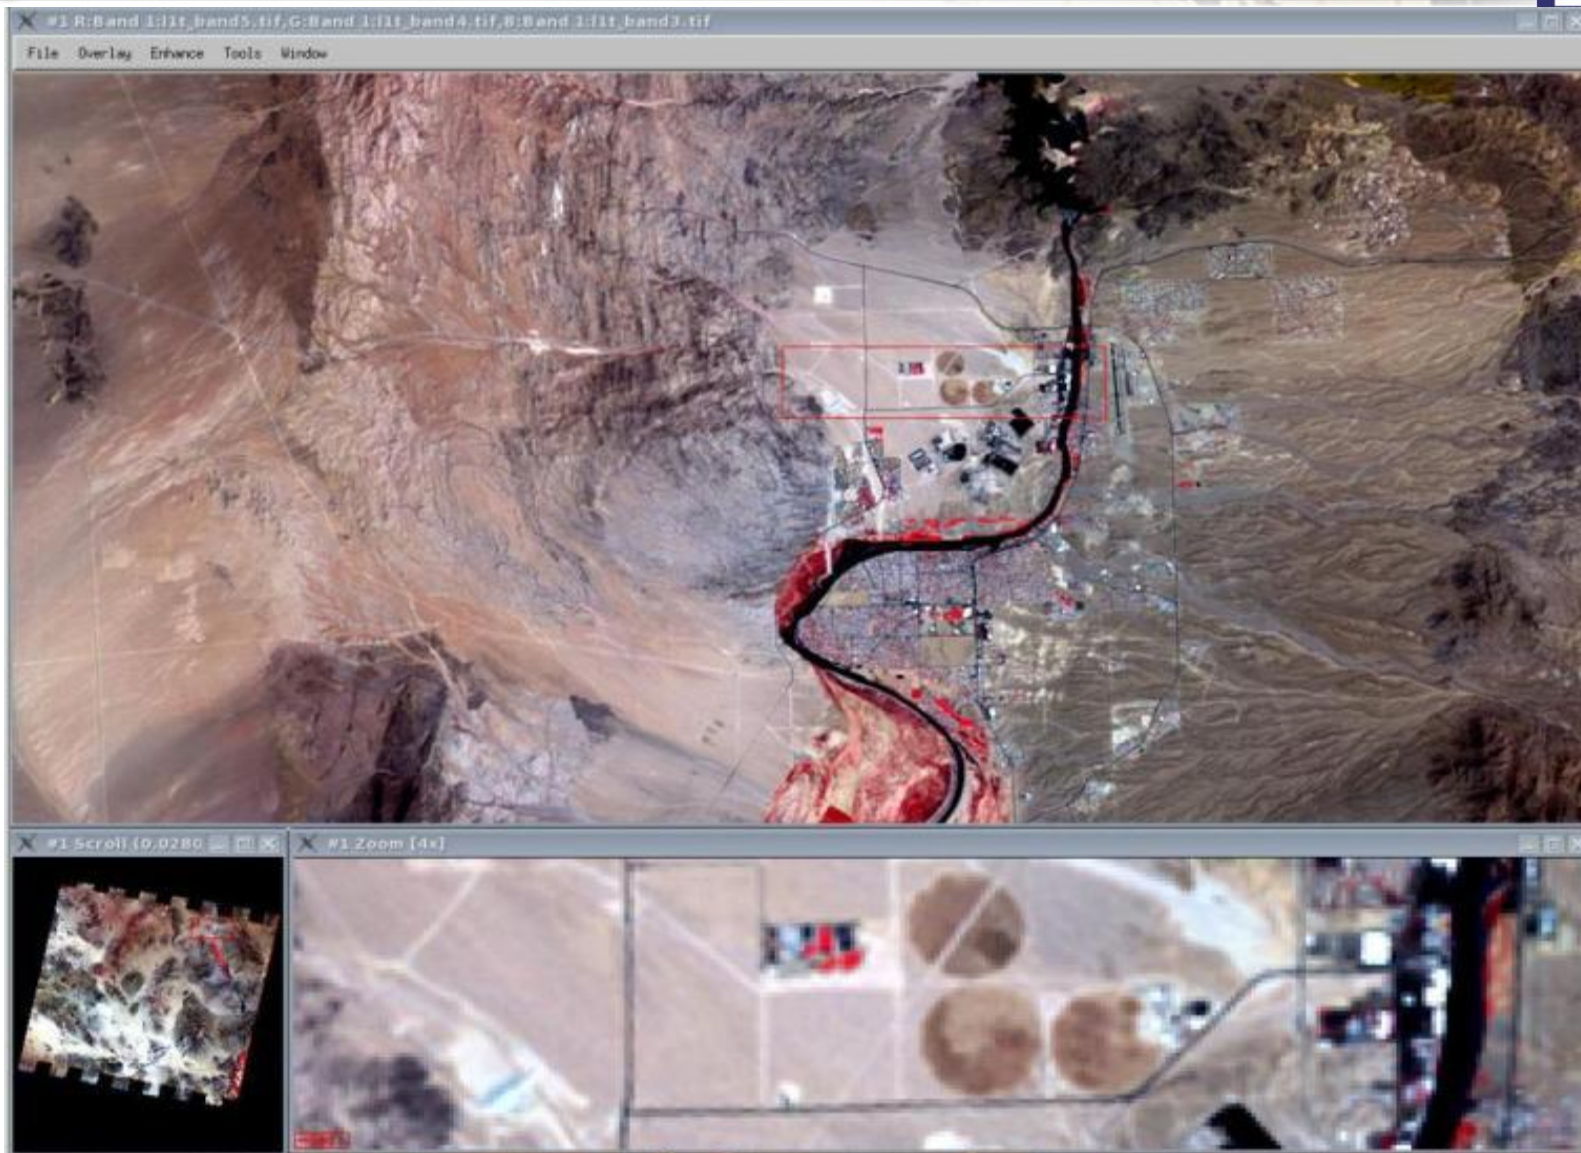 #1 R:Band 1:l1t_band5.tif,G:Band 1:l1t_band4.tif,B:Band 1:l1t_band3.tif
File Overlay Enhance Tools Window
#1 Scroll (0.0280
#1 Zoom [4x]